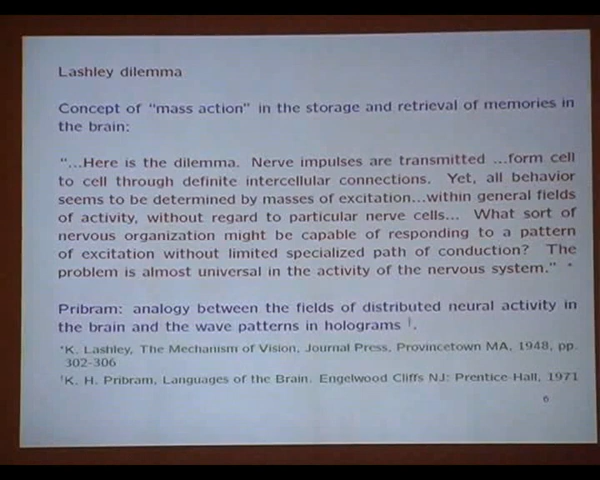 Lashley dilemma
Concept of "mass action" in the storage and retrieval of memories in
the brain:
"...Here is the dilemma. Nerve impulses are transmitted ...form cell
to cell through definite intercellular connections. Yet, all behavior
seems to be determined by masses of excitation...within general fields
of activity, without regard to particular nerve cells... What sort of
nervous organization might be capable of responding to a pattern
of excitation without limited specialized path of conduction? The
problem is almost universal in the activity of the nervous system." *
Pribram: analogy between the fields of distributed neural activity in
the brain and the wave patterns in holograms †.
*K. Lashley, The Mechanism of Vision, Journal Press, Provincetown MA, 1948, pp.
302-306
†K. H. Pribram, Languages of the Brain. Engelwood Cliffs NJ: Prentice-Hall, 1971
6